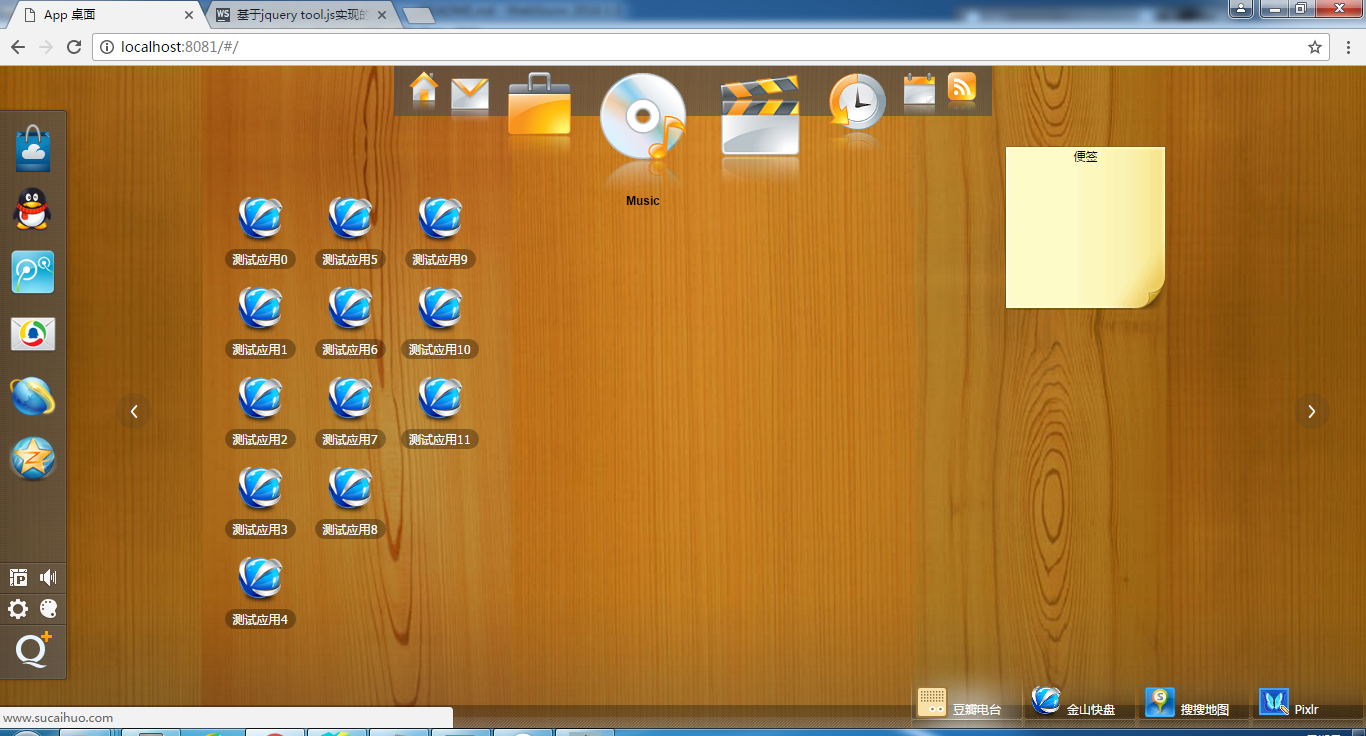 App 桌面
基于jquery tool.js实现的
localhost:8081/#/
Music
便签
测试应用0 测试应用5 测试应用9
测试应用1 测试应用6 测试应用10
测试应用2 测试应用7 测试应用11
测试应用3 测试应用8
测试应用4
豆瓣电台 金山快盘 搜搜地图 Pixlr
www.sucaihuo.com